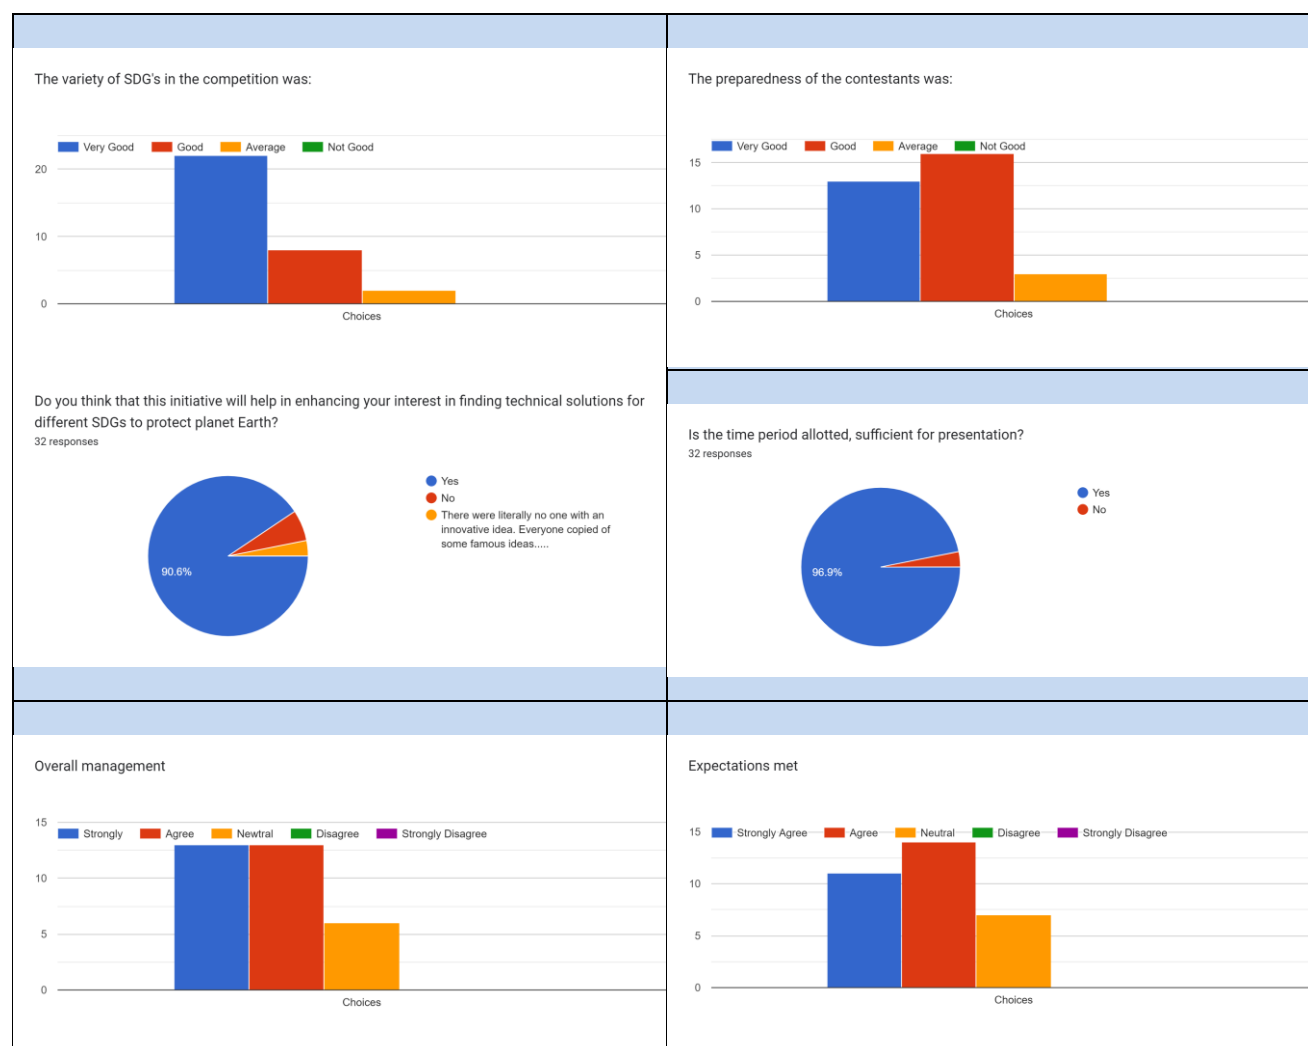 The variety of SDG's in the competition was:
Very Good Good Average Not Good
20
10
0
Choices
The preparedness of the contestants was:
Very Good Good Average Not Good
15
10
5
0
Choices
Do you think that this initiative will help in enhancing your interest in finding technical solutions for
different SDGs to protect planet Earth?
32 responses
Yes
No
There were literally no one with an
innovative idea. Everyone copied of
some famous ideas.....
90.6%
Is the time period allotted, sufficient for presentation?
32 responses
Yes
No
96.9%
Overall management
15
Strongly Agree Newtral Disagree Strongly Disagree
10
5
0
Choices
Expectations met
15
Strongly Agree Agree Neutral Disagree Strongly Disagree
10
5
0
Choices